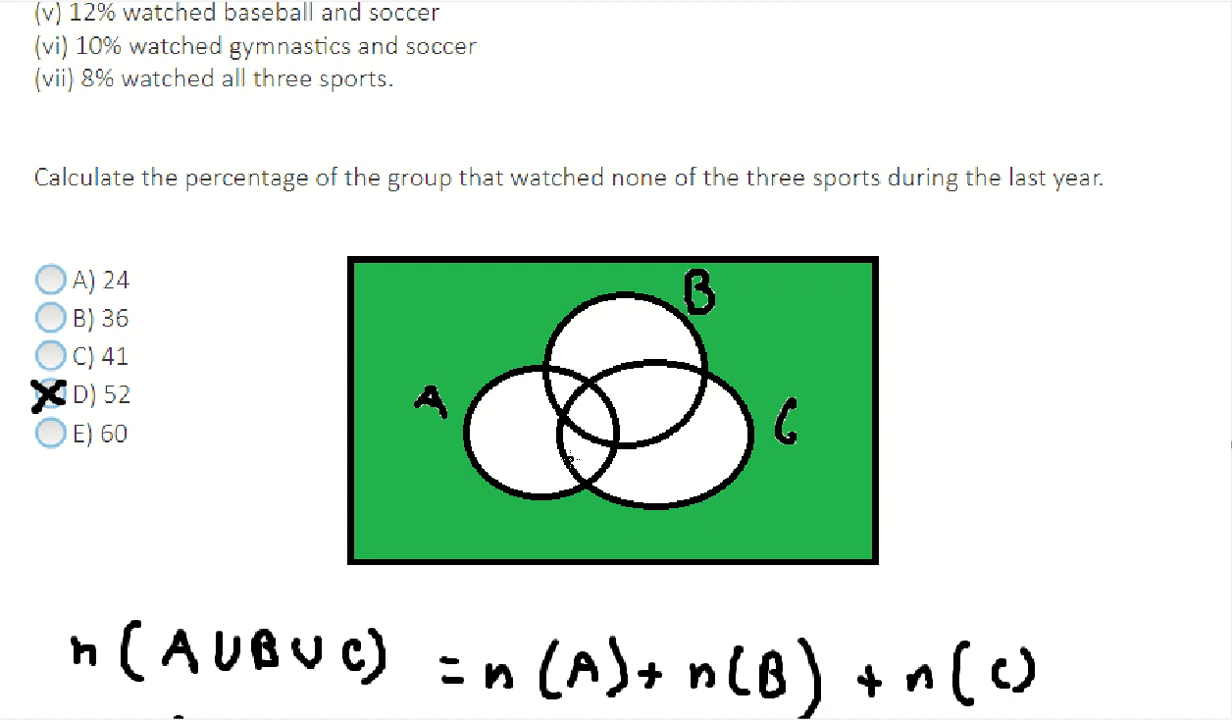 (v) 12% watched baseball and soccer
(vi) 10% watched gymnastics and soccer
(vii) 8% watched all three sports.
Calculate the percentage of the group that watched none of the three sports during the last year.
A) 24
B) 36
C) 41
D) 52
E) 60
B
A
C
n(A∪B∪C) = n(A)+ n(B) + n(C)